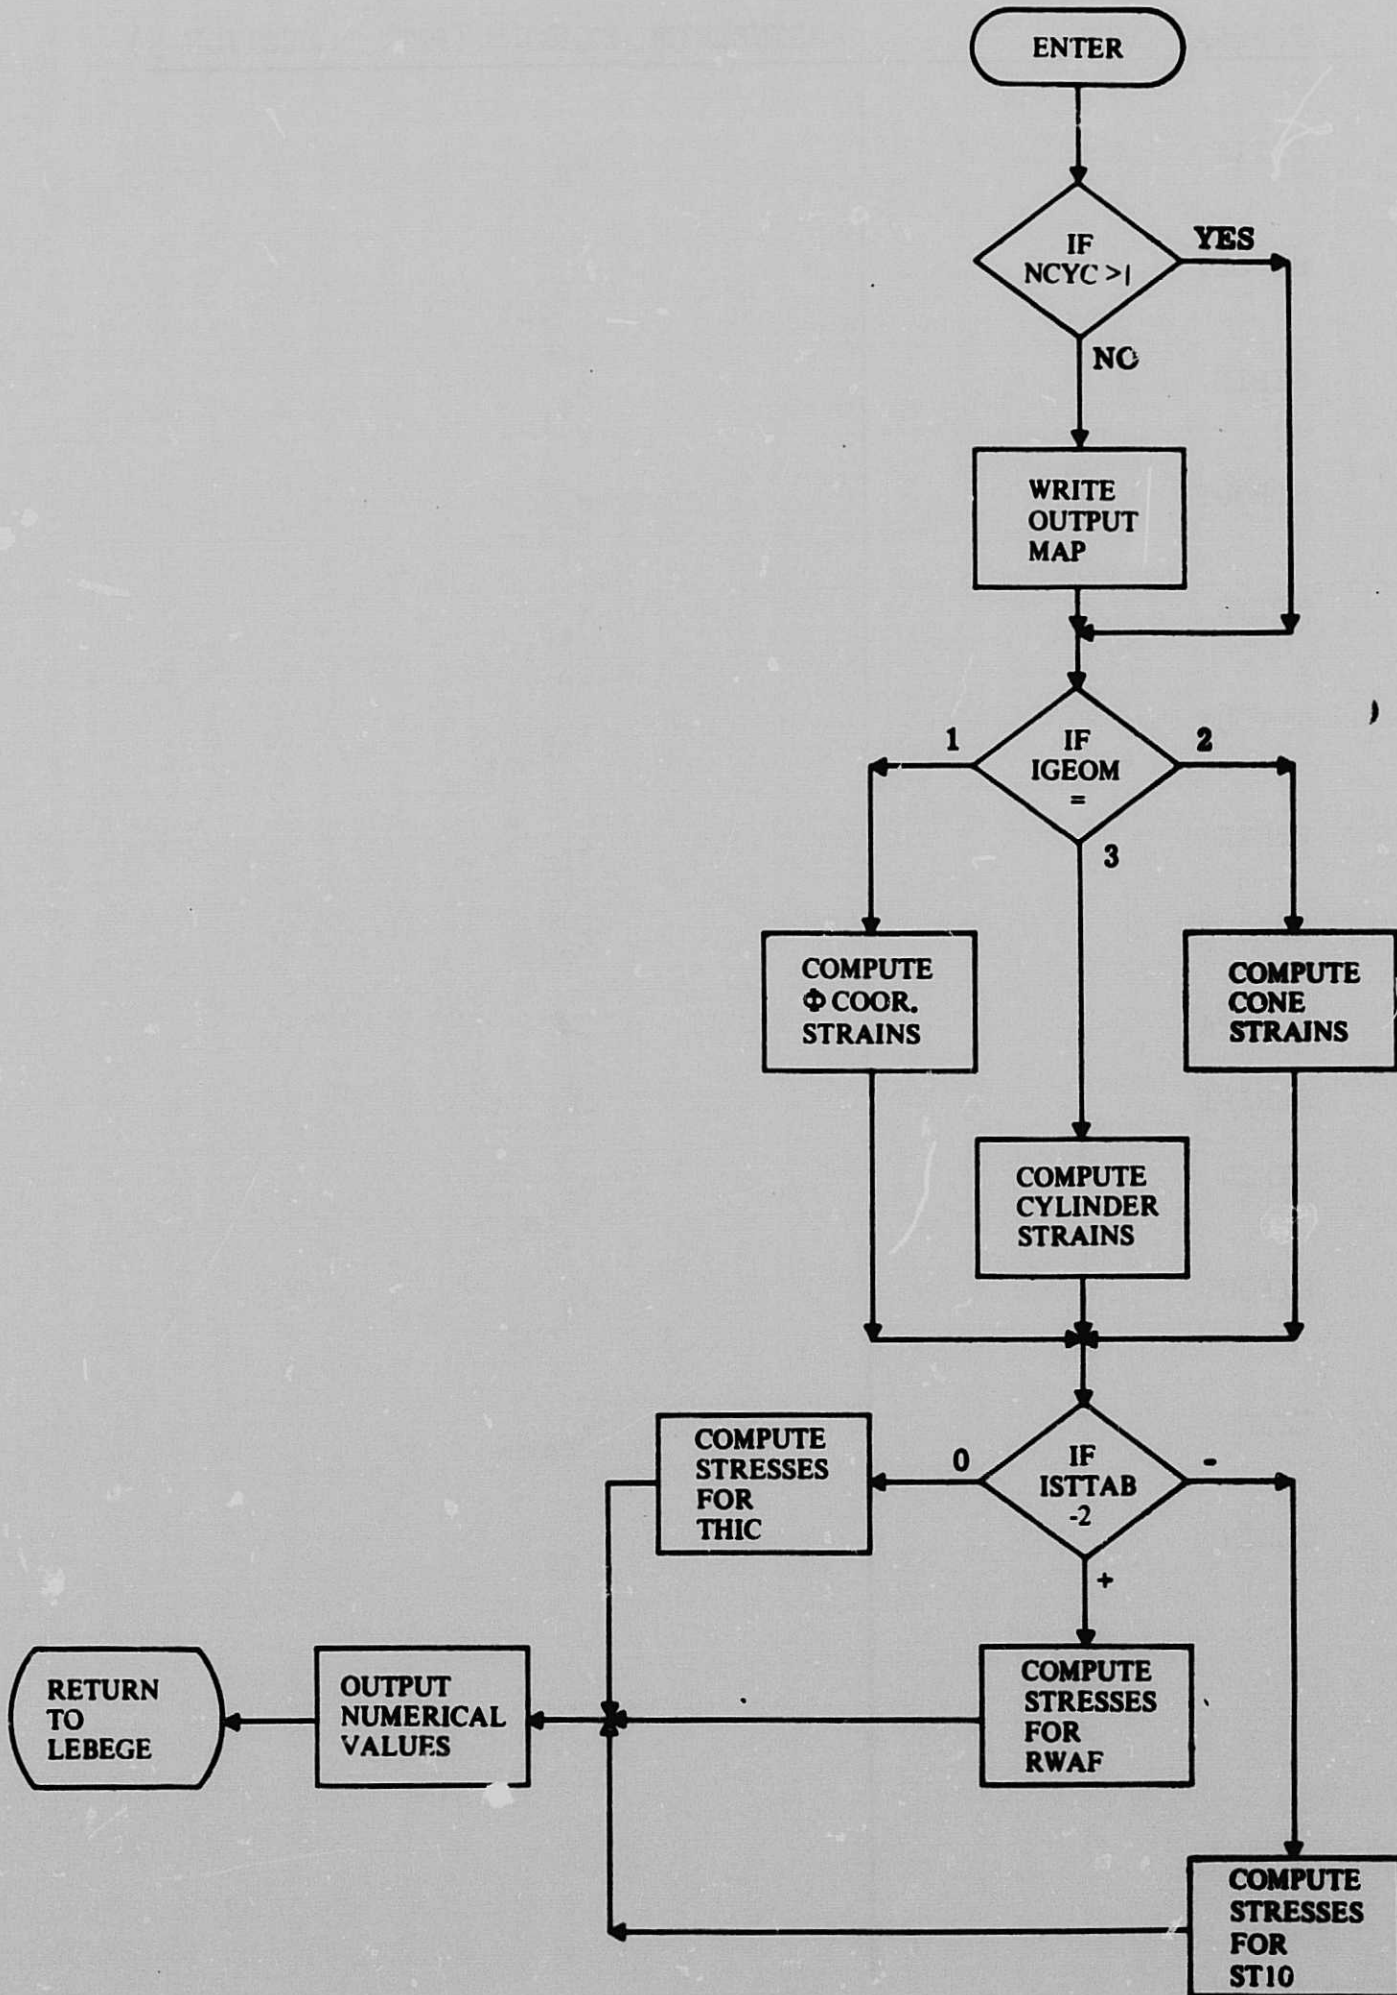 ENTER
IF
NCYC >1
YES
NO
WRITE
OUTPUT
MAP
1
IF
IGEOM
=
2
3
COMPUTE
Φ COOR.
STRAINS
COMPUTE
CONE
STRAINS
COMPUTE
CYLINDER
STRAINS
COMPUTE
STRESSES
FOR
THIC
0
IF
ISTTAB
-2
-
+
RETURN
TO
LEBEGE
OUTPUT
NUMERICAL
VALUES
COMPUTE
STRESSES
FOR
RWAF
COMPUTE
STRESSES
FOR
ST10